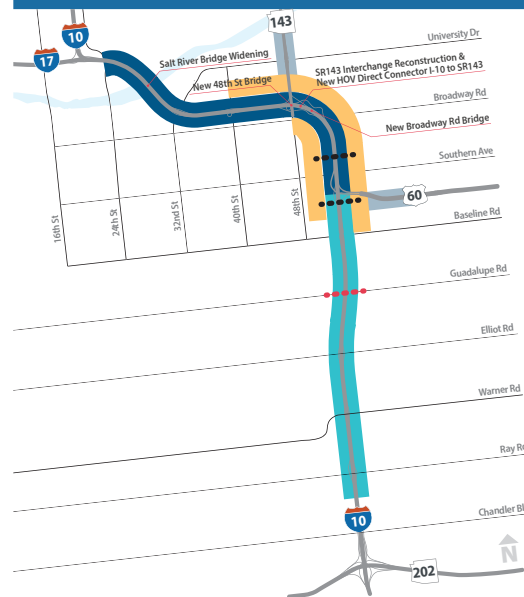 143
10
17
University Dr
Salt River Bridge Widening
SR143 Interchange Reconstruction &
New HOV Direct Connector I-10 to SR143
New 48th St Bridge
Broadway Rd
New Broadway Rd Bridge
Southern Ave
60
16th St
24th St
32nd St
40th St
48th St
Baseline Rd
Guadalupe Rd
Elliot Rd
Warner Rd
Ray R
10
Chandler Bl
N
202